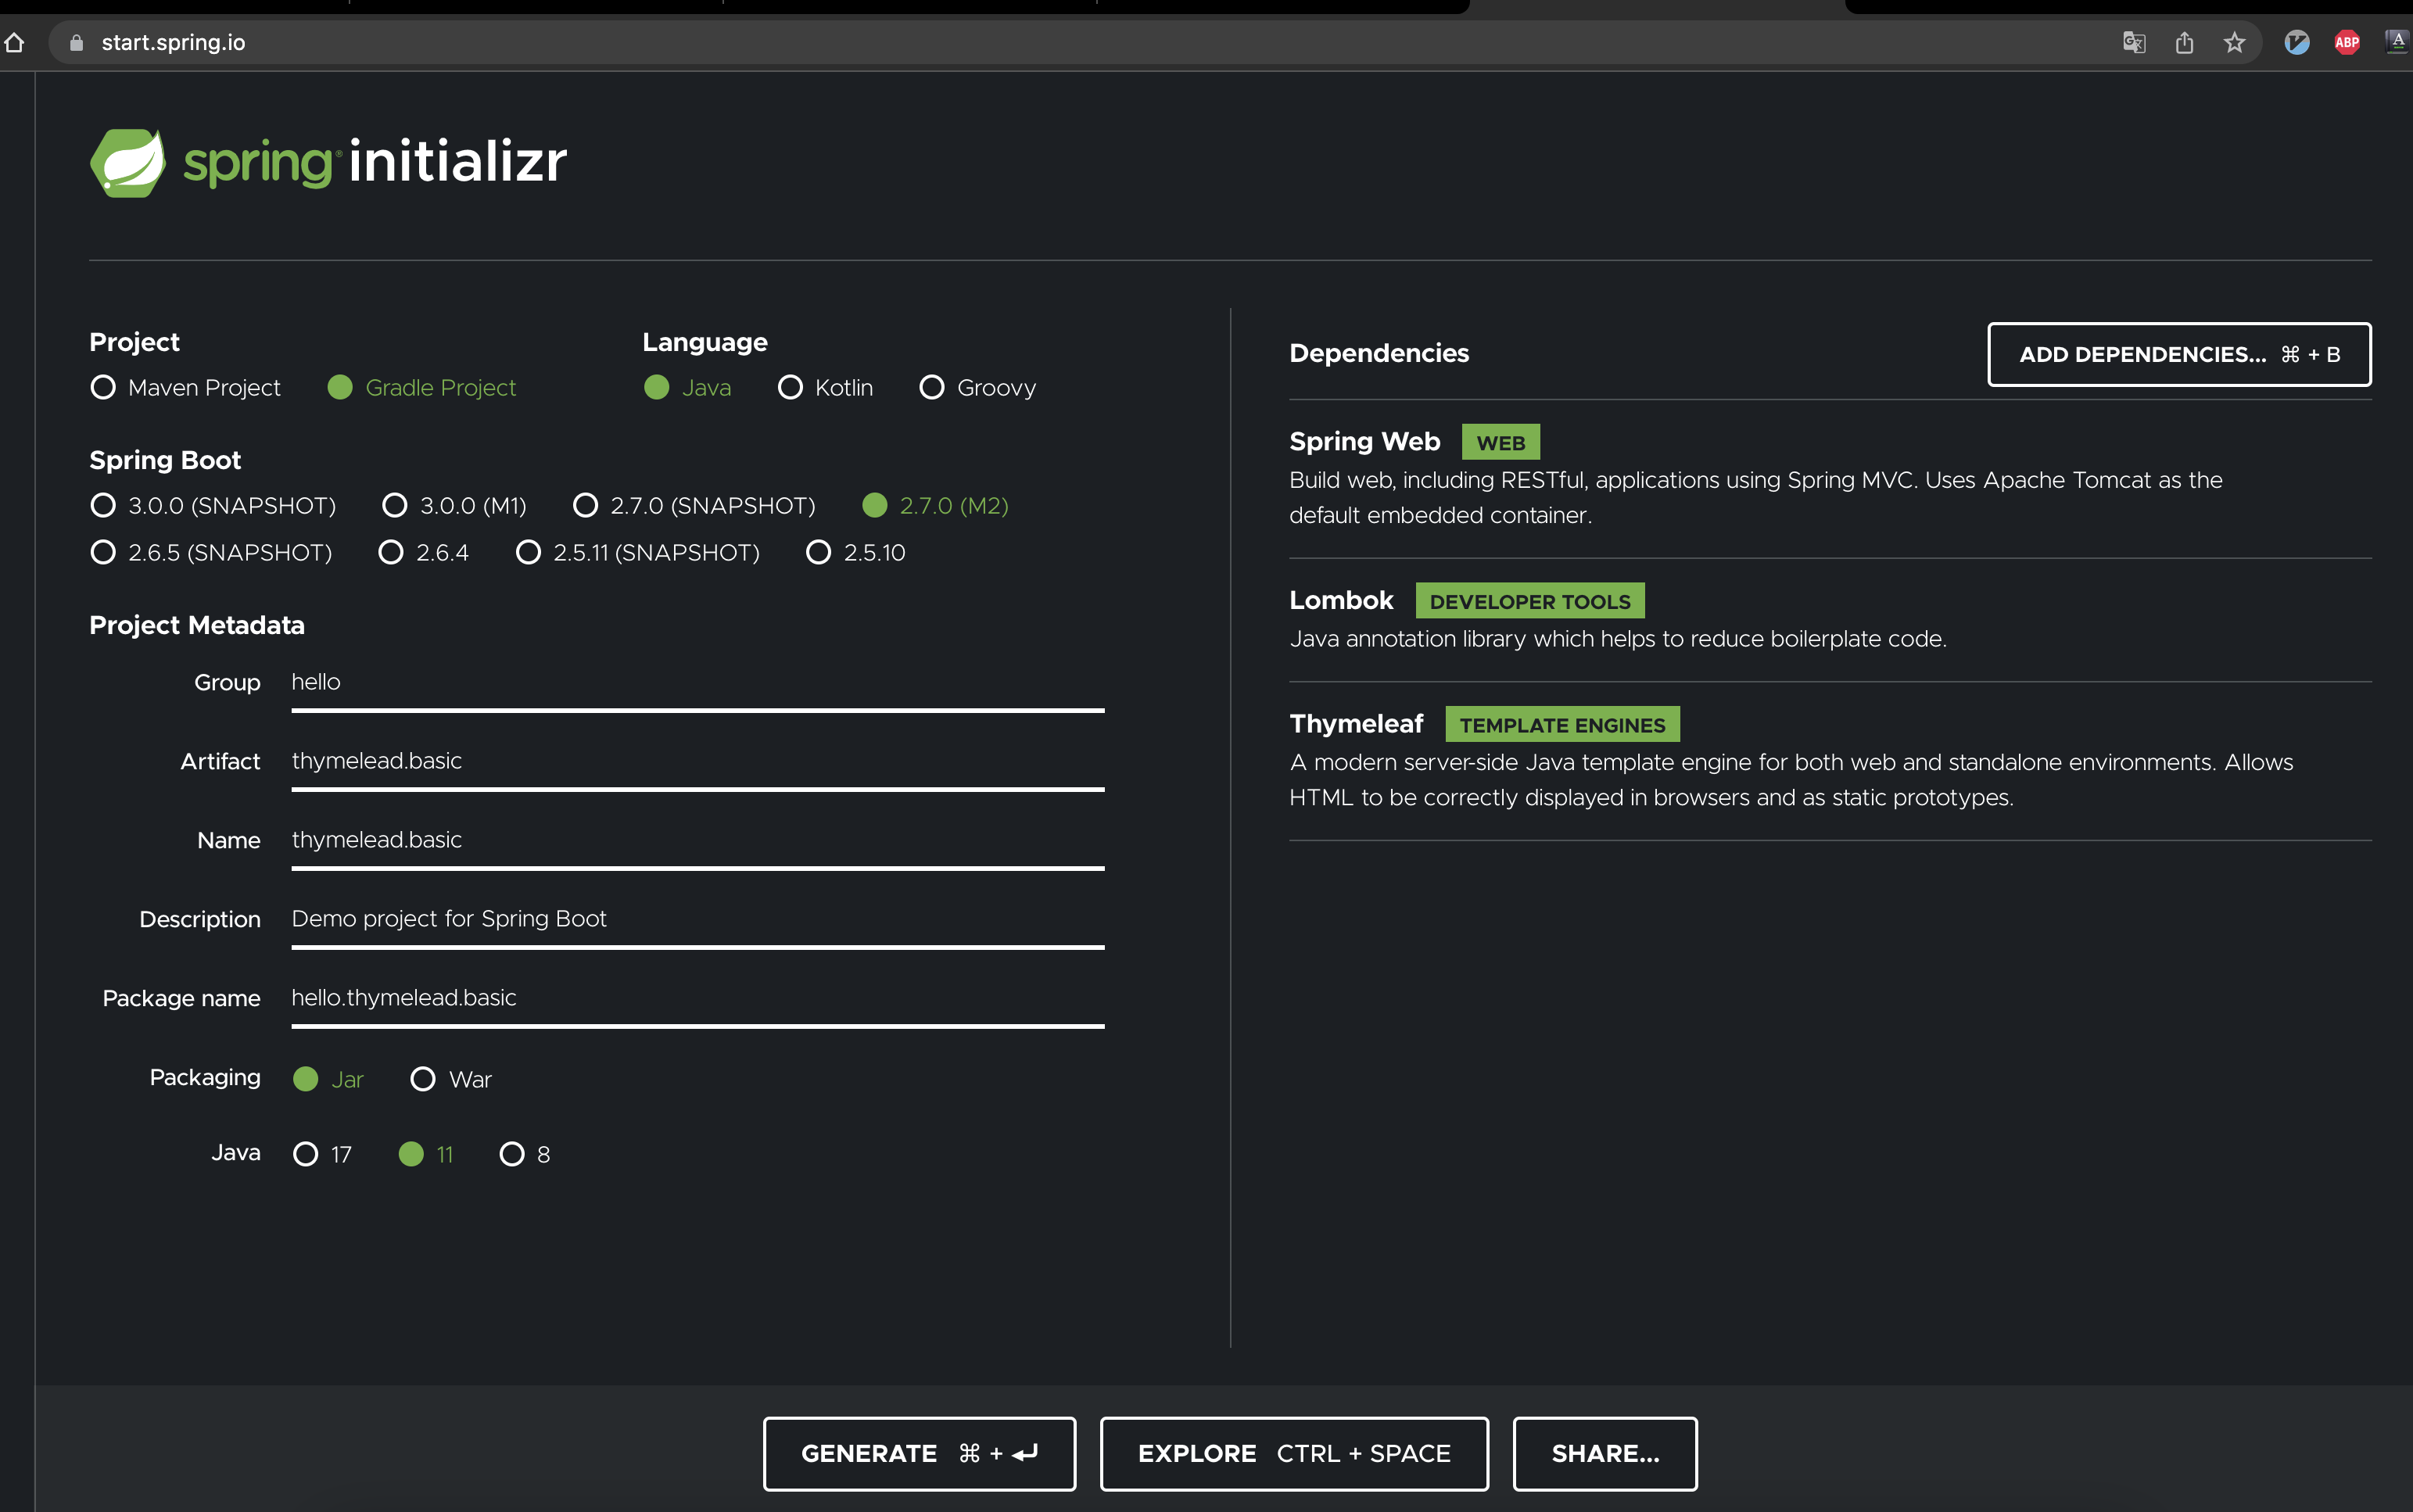 start.spring.io
ABP
A
spring initializr
Project
Maven Project Gradle Project
Language
Java Kotlin Groovy
Spring Boot
3.0.0 (SNAPSHOT) 3.0.0 (M1) 2.7.0 (SNAPSHOT) 2.7.0 (M2)
2.6.5 (SNAPSHOT) 2.6.4 2.5.11 (SNAPSHOT) 2.5.10
Project Metadata
Group hello
Artifact thymelead.basic
Name thymelead.basic
Description Demo project for Spring Boot
Package name hello.thymelead.basic
Packaging Jar War
Java 17 11 8
Dependencies
ADD DEPENDENCIES... ⌘ + B
Spring Web WEB
Build web, including RESTful, applications using Spring MVC. Uses Apache Tomcat as the
default embedded container.
Lombok DEVELOPER TOOLS
Java annotation library which helps to reduce boilerplate code.
Thymeleaf TEMPLATE ENGINES
A modern server-side Java template engine for both web and standalone environments. Allows
HTML to be correctly displayed in browsers and as static prototypes.
GENERATE ⌘ + ↵
EXPLORE CTRL + SPACE
SHARE...